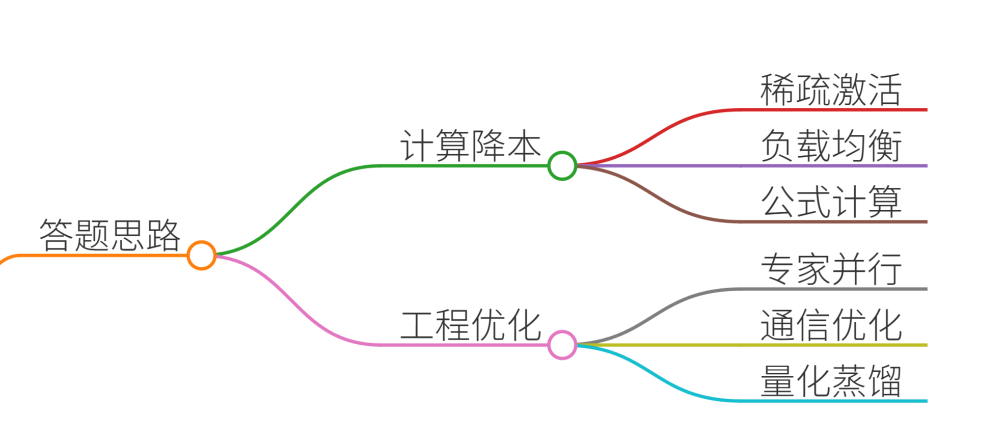 答题思路
计算降本
稀疏激活
负载均衡
公式计算
工程优化
专家并行
通信优化
量化蒸馏